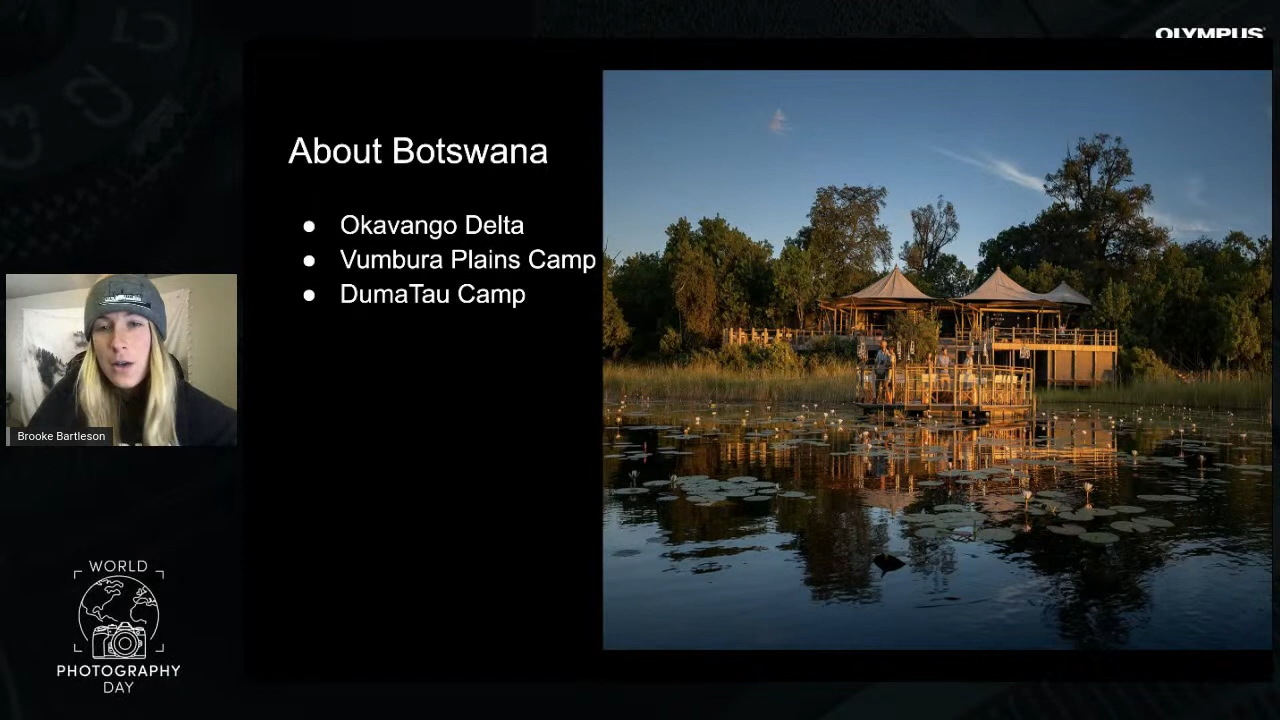 OLYMPUS
About Botswana
● Okavango Delta
● Vumbura Plains Camp
● DumaTau Camp
Brooke Bartleson
WORLD
PHOTOGRAPHY
DAY